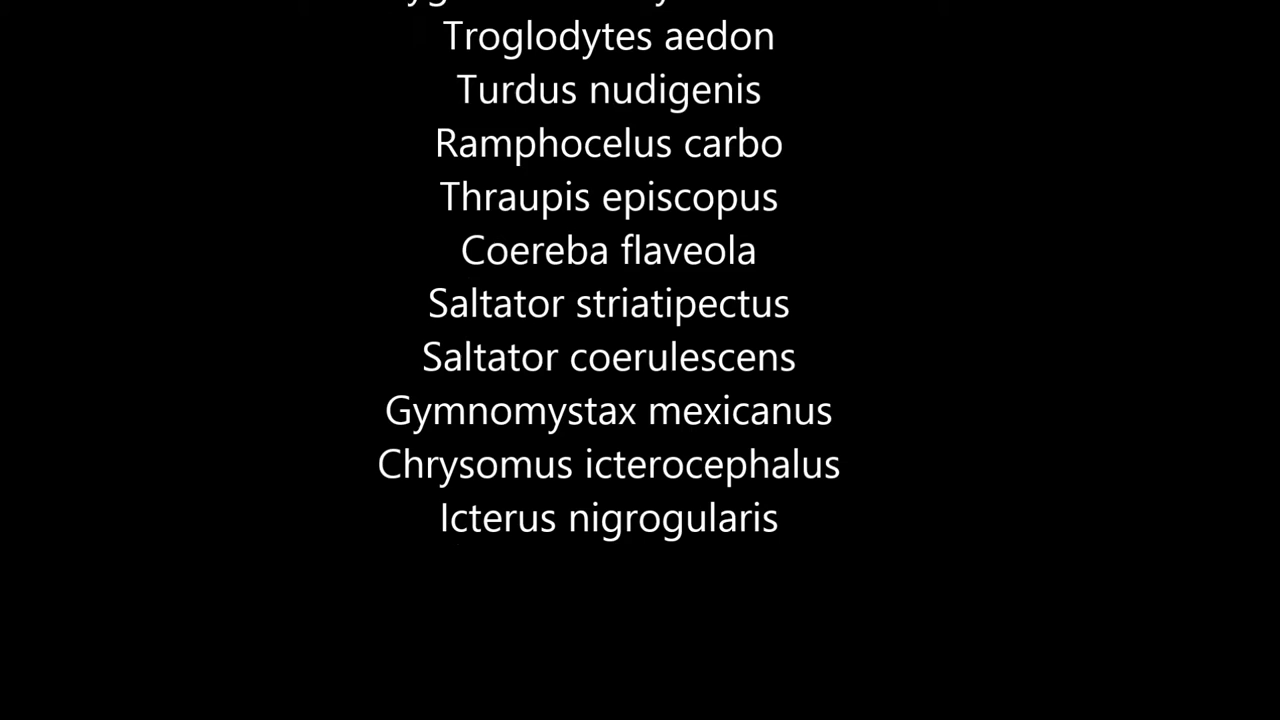 Troglodytes aedon
Turdus nudigenis
Ramphocelus carbo
Thraupis episcopus
Coereba flaveola
Saltator striatipectus
Saltator coerulescens
Gymnomystax mexicanus
Chrysomus icterocephalus
Icterus nigrogularis